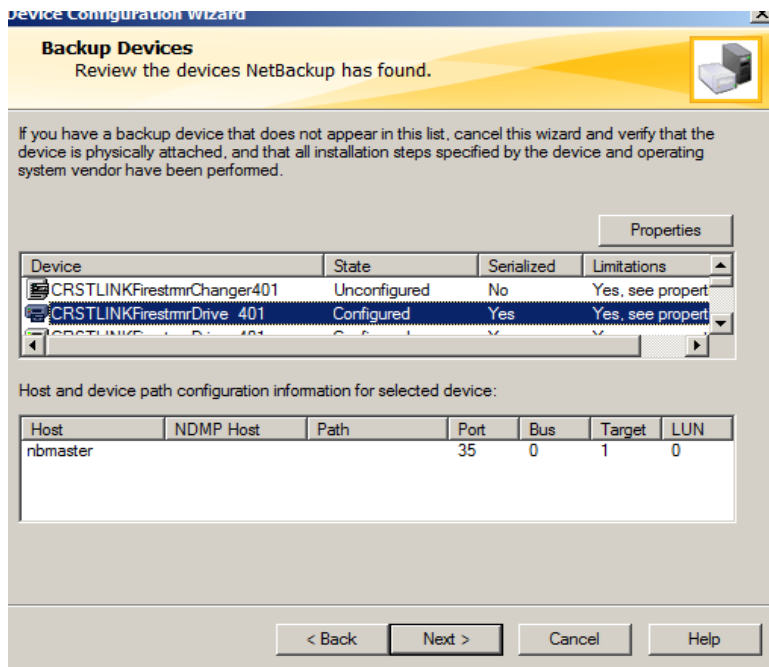 Device Configuration Wizard
Backup Devices
Review the devices NetBackup has found.
If you have a backup device that does not appear in this list, cancel this wizard and verify that the
device is physically attached, and that all installation steps specified by the device and operating
system vendor have been performed.
Properties
Device State Serialized Limitations
CRSTLINKFirestmrChanger401 Unconfigured No Yes, see propert
CRSTLINKFirestmrDrive 401 Configured Yes Yes, see propert
Host and device path configuration information for selected device:
Host NDMP Host Path Port Bus Target LUN
nbmaster 35 0 1 0
< Back Next > Cancel Help